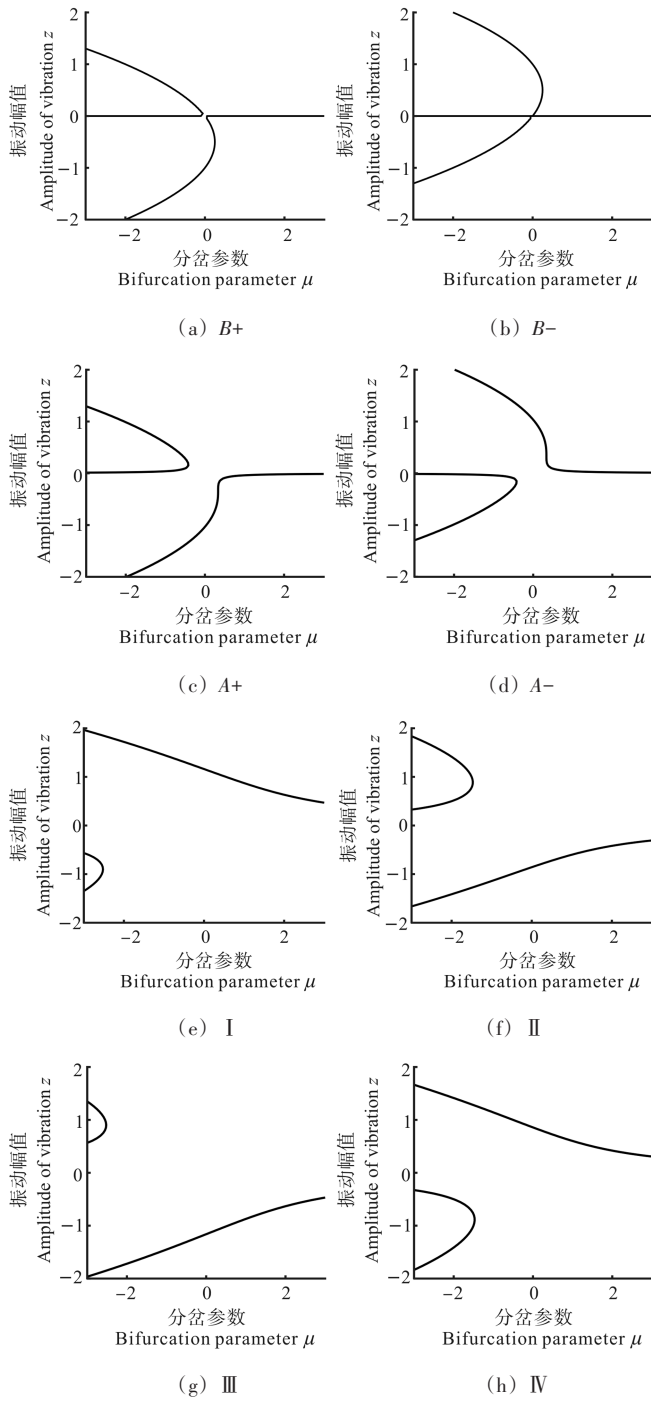 2
1
0
−1
−2
振动幅值
Amplitude of vibration z
−2 0 2
分岔参数
Bifurcation parameter μ
(a) B+
2
1
0
−1
−2
振动幅值
Amplitude of vibration z
−2 0 2
分岔参数
Bifurcation parameter μ
(b) B−
2
1
0
−1
−2
振动幅值
Amplitude of vibration z
−2 0 2
分岔参数
Bifurcation parameter μ
(c) A+
2
1
0
−1
−2
振动幅值
Amplitude of vibration z
−2 0 2
分岔参数
Bifurcation parameter μ
(d) A−
2
1
0
−1
−2
振动幅值
Amplitude of vibration z
−2 0 2
分岔参数
Bifurcation parameter μ
(e) Ⅰ
2
1
0
−1
−2
振动幅值
Amplitude of vibration z
−2 0 2
分岔参数
Bifurcation parameter μ
(f) Ⅱ
2
1
0
−1
−2
振动幅值
Amplitude of vibration z
−2 0 2
分岔参数
Bifurcation parameter μ
(g) Ⅲ
2
1
0
−1
−2
振动幅值
Amplitude of vibration z
−2 0 2
分岔参数
Bifurcation parameter μ
(h) Ⅳ